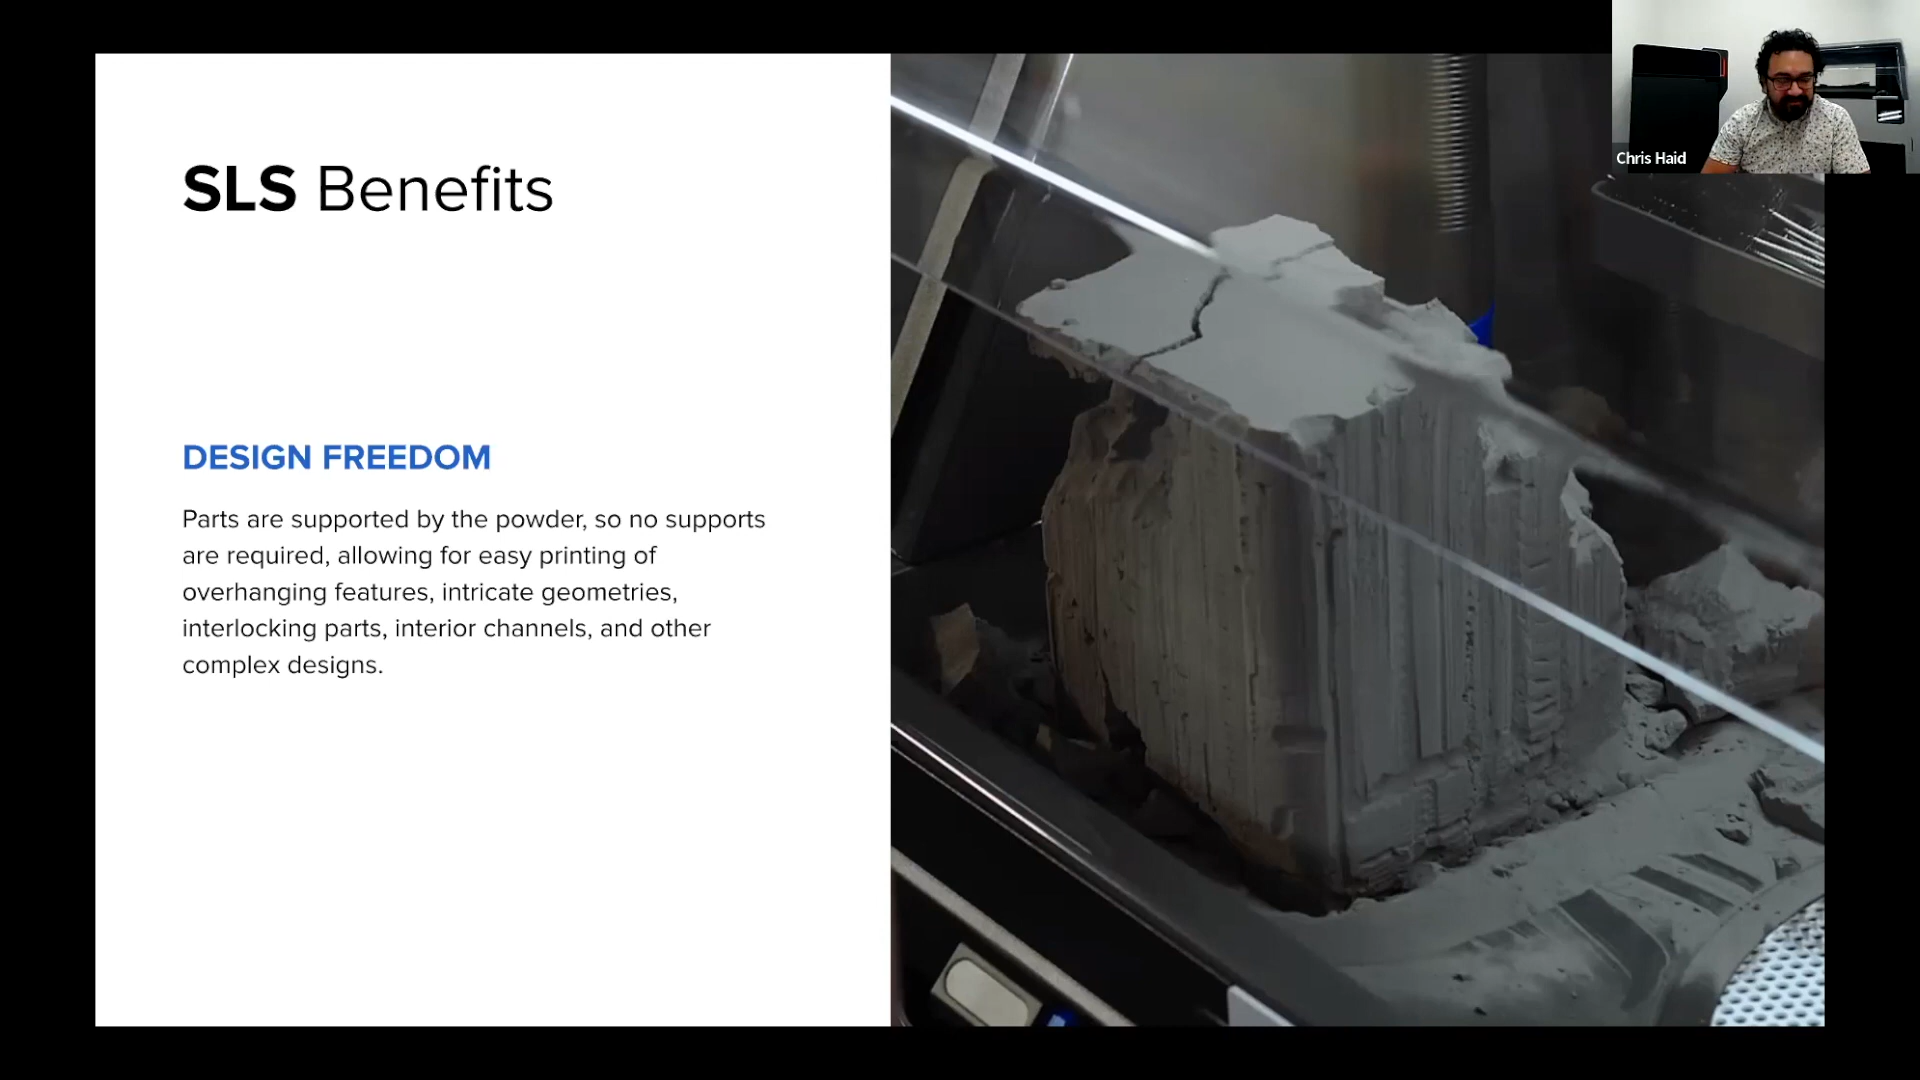 SLS Benefits
DESIGN FREEDOM
Parts are supported by the powder, so no supports
are required, allowing for easy printing of
overhanging features, intricate geometries,
interlocking parts, interior channels, and other
complex designs.
Chris Haid